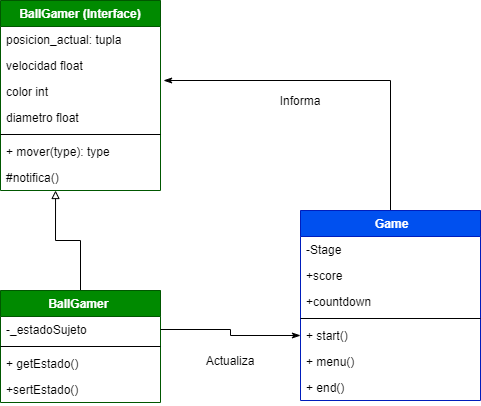 BallGamer (Interface)
posicion_actual: tupla
velocidad float
color int
diametro float
+ mover(type): type
#notifica()
Informa
Game
-Stage
+score
+countdown
+ start()
+ menu()
+ end()
BallGamer
-_estadoSujeto
+ getEstado()
+sertEstado()
Actualiza